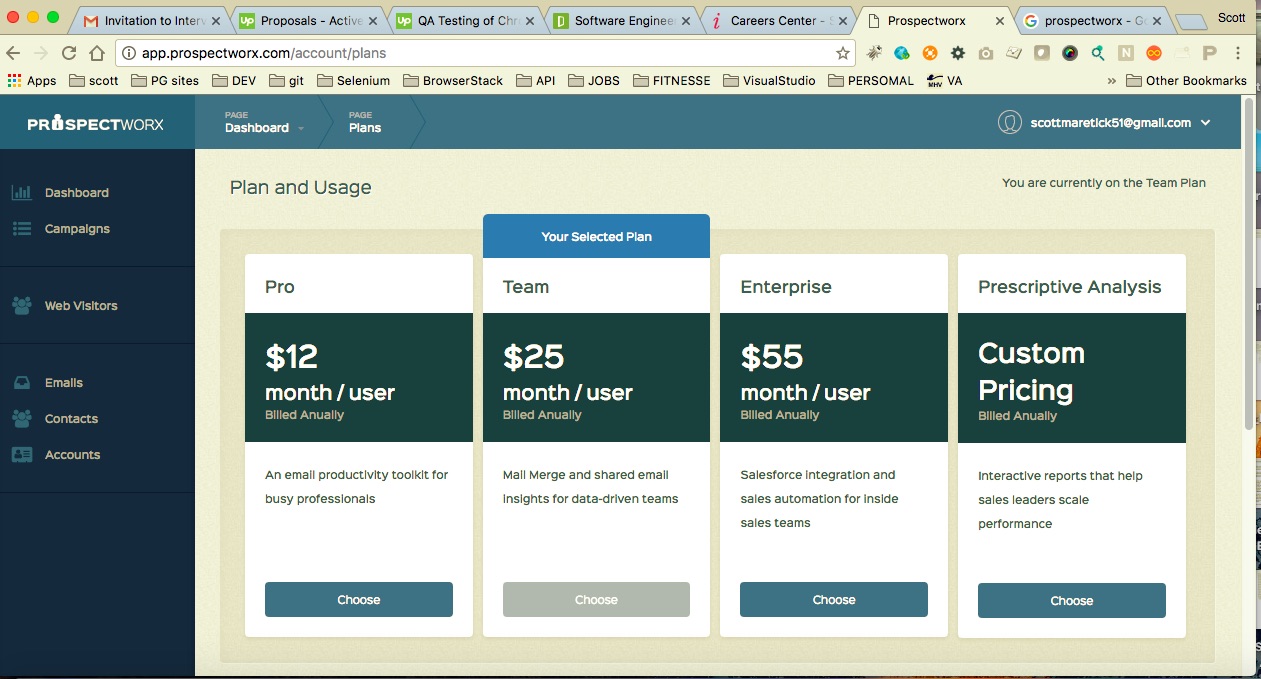 Invitation to Interv
Proposals - Active
QA Testing of Chr
Software Enginee
Careers Center - S
Prospectworx
prospectworx - Go
Scott
app.prospectworx.com/account/plans
Apps scott PG sites DEV git Selenium BrowserStack API JOBS FITNESSE VisualStudio PERSOMAL MHV VA » Other Bookmarks
PROSPECTWORX
PAGE
Dashboard
PAGE
Plans
scottmaretick51@gmail.com
Dashboard
Campaigns
Web Visitors
Emails
Contacts
Accounts
Plan and Usage
You are currently on the Team Plan
Your Selected Plan
Pro
$12
month / user
Billed Anually
An email productivity toolkit for
busy professionals
Choose
Team
$25
month / user
Billed Anually
Mail Merge and shared email
insights for data-driven teams
Choose
Enterprise
$55
month / user
Billed Anually
Salesforce integration and
sales automation for inside
sales teams
Choose
Prescriptive Analysis
Custom
Pricing
Billed Anually
Interactive reports that help
sales leaders scale
performance
Choose